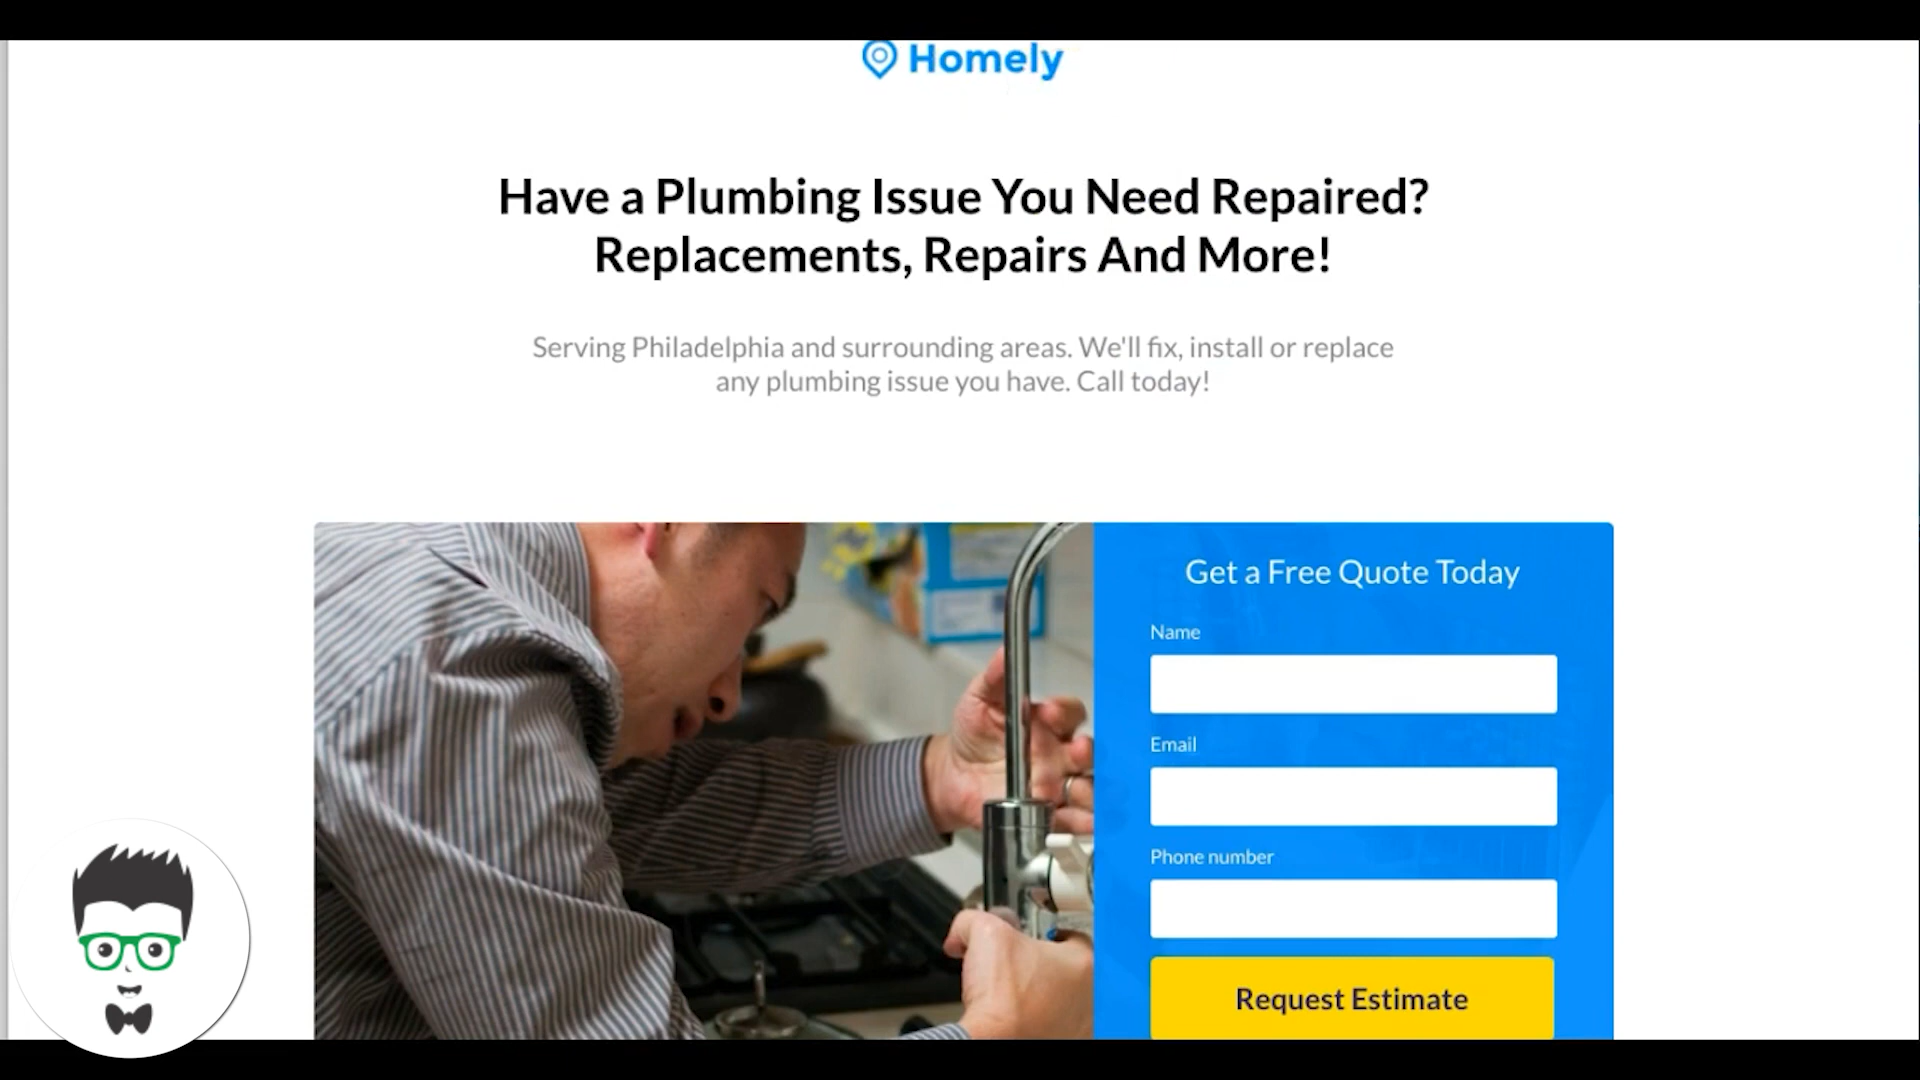 Homely
Have a Plumbing Issue You Need Repaired?
Replacements, Repairs And More!
Serving Philadelphia and surrounding areas. We'll fix, install or replace
any plumbing issue you have. Call today!
Get a Free Quote Today
Name
Email
Phone number
Request Estimate